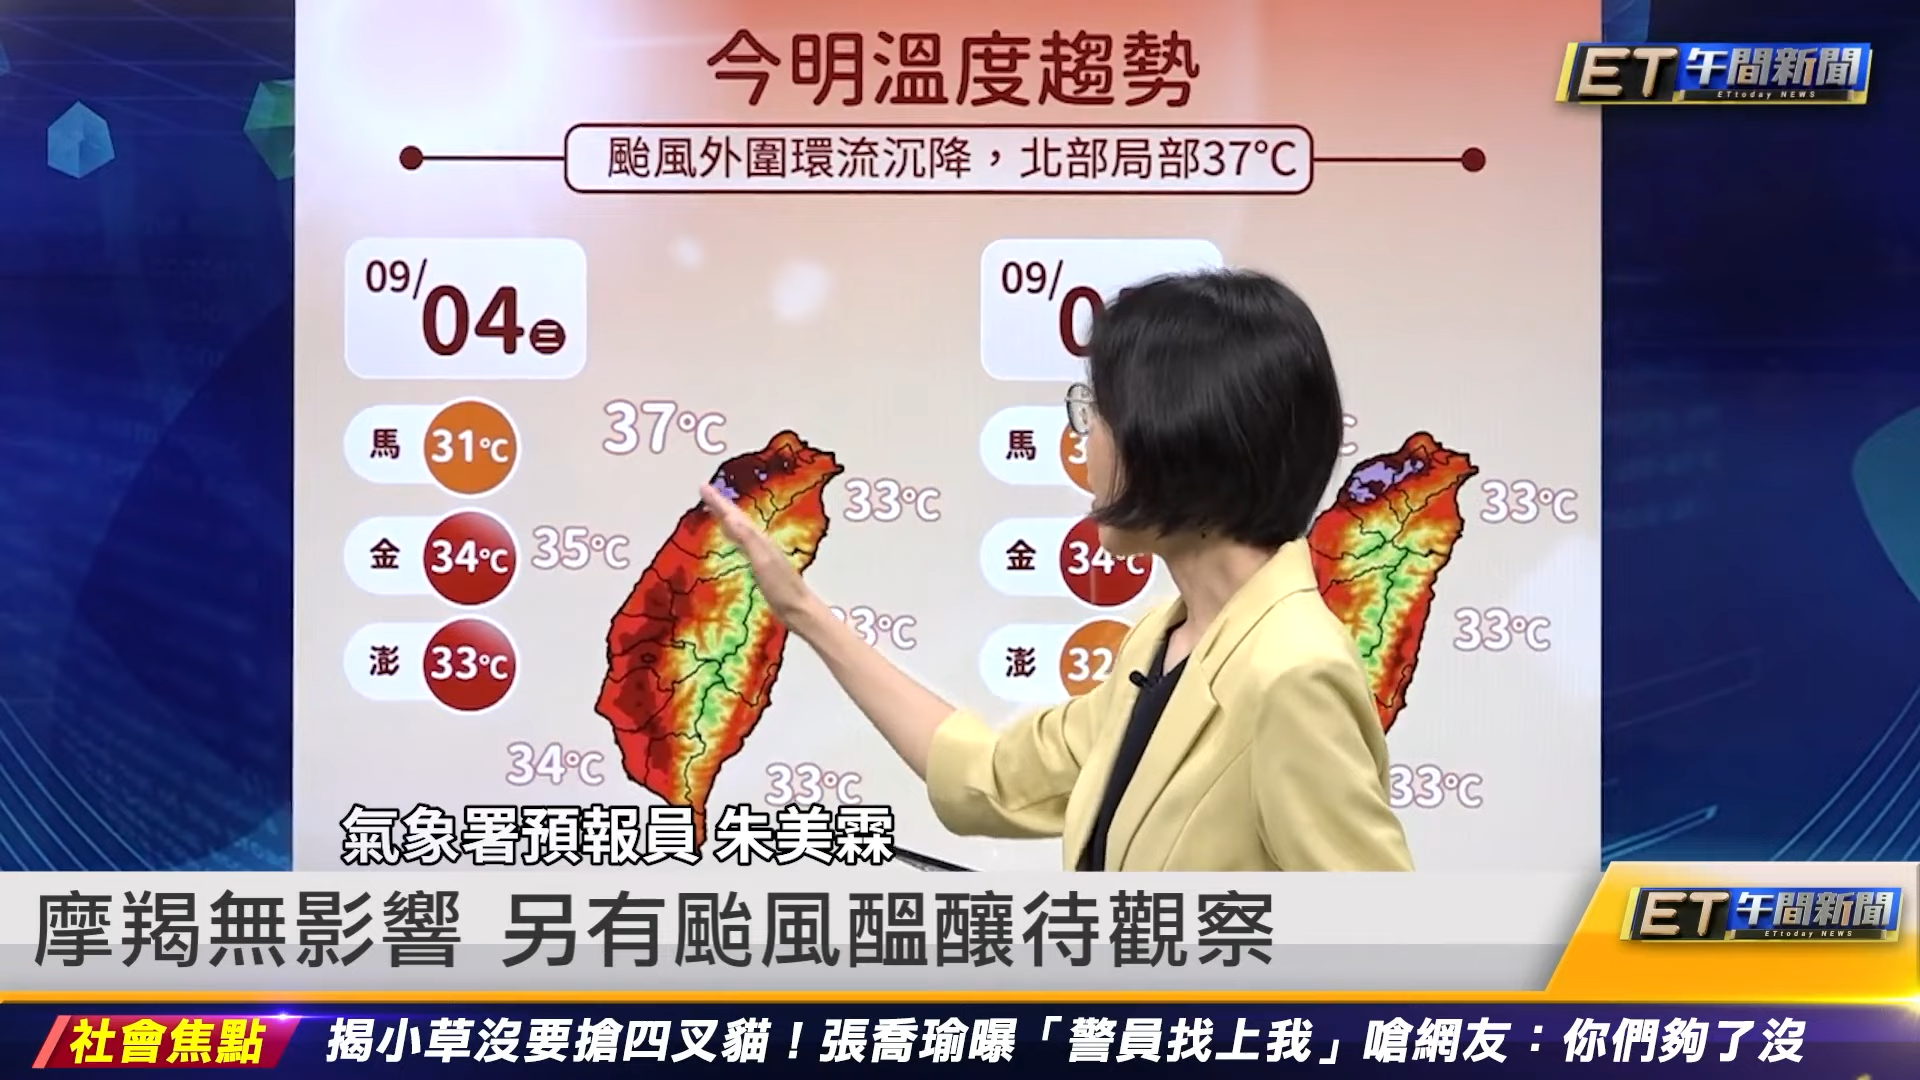 今明溫度趨勢
ET午間新聞
ETtoday NEWS
颱風外圍環流沉降，北部局部37°C
09/04三
09/0
馬 31°C
金 34°C
澎 33°C
37°C
33°C
35°C
3°C
34°C
33°C
馬 3
金 34°C
澎 32
°C
33°C
33°C
33°C
氣象署預報員 朱美霖
摩羯無影響 另有颱風醞釀待觀察
ET午間新聞
ETtoday NEWS
社會焦點
揭小草沒要搶四叉貓！張喬瑜曝「警員找上我」嗆網友：你們夠了沒